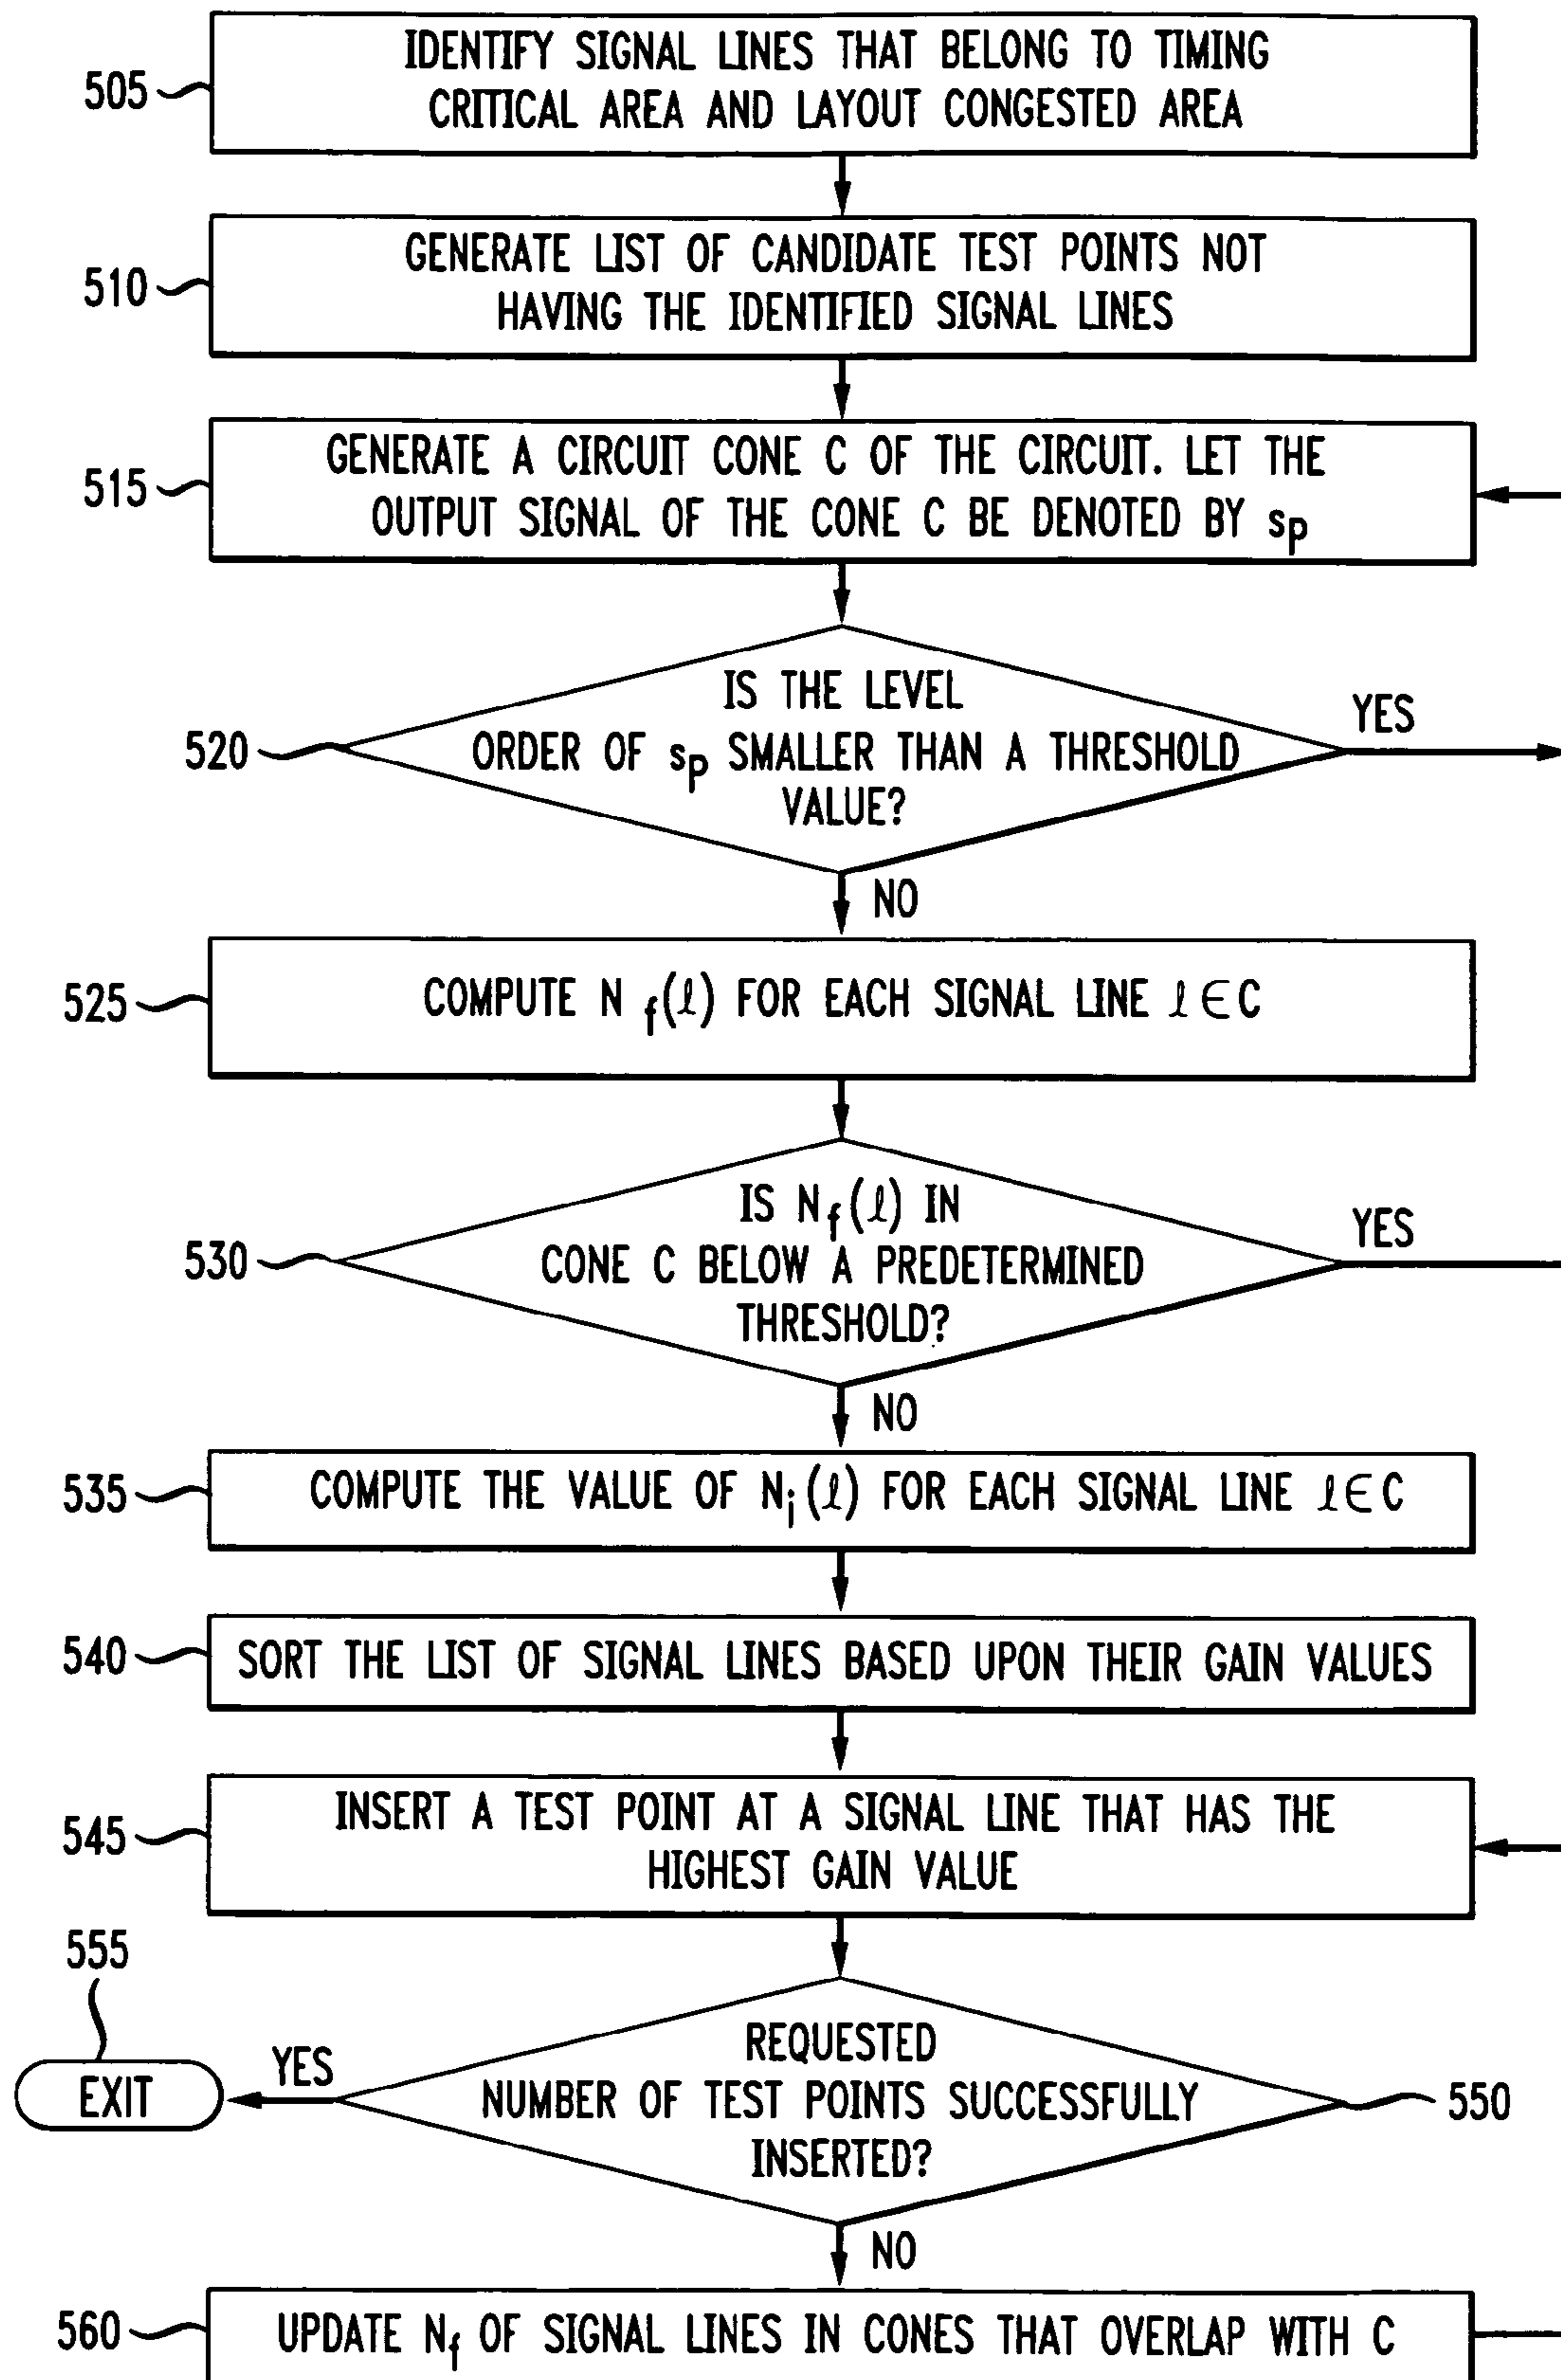 505
IDENTIFY SIGNAL LINES THAT BELONG TO TIMING
CRITICAL AREA AND LAYOUT CONGESTED AREA
510
GENERATE LIST OF CANDIDATE TEST POINTS NOT
HAVING THE IDENTIFIED SIGNAL LINES
515
GENERATE A CIRCUIT CONE C OF THE CIRCUIT. LET THE
OUTPUT SIGNAL OF THE CONE C BE DENOTED BY sp
520
IS THE LEVEL
ORDER OF sp SMALLER THAN A THRESHOLD
VALUE?
YES
NO
525
COMPUTE N f(ℓ) FOR EACH SIGNAL LINE ℓ ∈ C
530
IS Nf(ℓ) IN
CONE C BELOW A PREDETERMINED
THRESHOLD?
YES
NO
535
COMPUTE THE VALUE OF Ni(ℓ) FOR EACH SIGNAL LINE ℓ ∈ C
540
SORT THE LIST OF SIGNAL LINES BASED UPON THEIR GAIN VALUES
545
INSERT A TEST POINT AT A SIGNAL LINE THAT HAS THE
HIGHEST GAIN VALUE
555
EXIT
YES
REQUESTED
NUMBER OF TEST POINTS SUCCESSFULLY
INSERTED?
550
NO
560
UPDATE Nf OF SIGNAL LINES IN CONES THAT OVERLAP WITH C